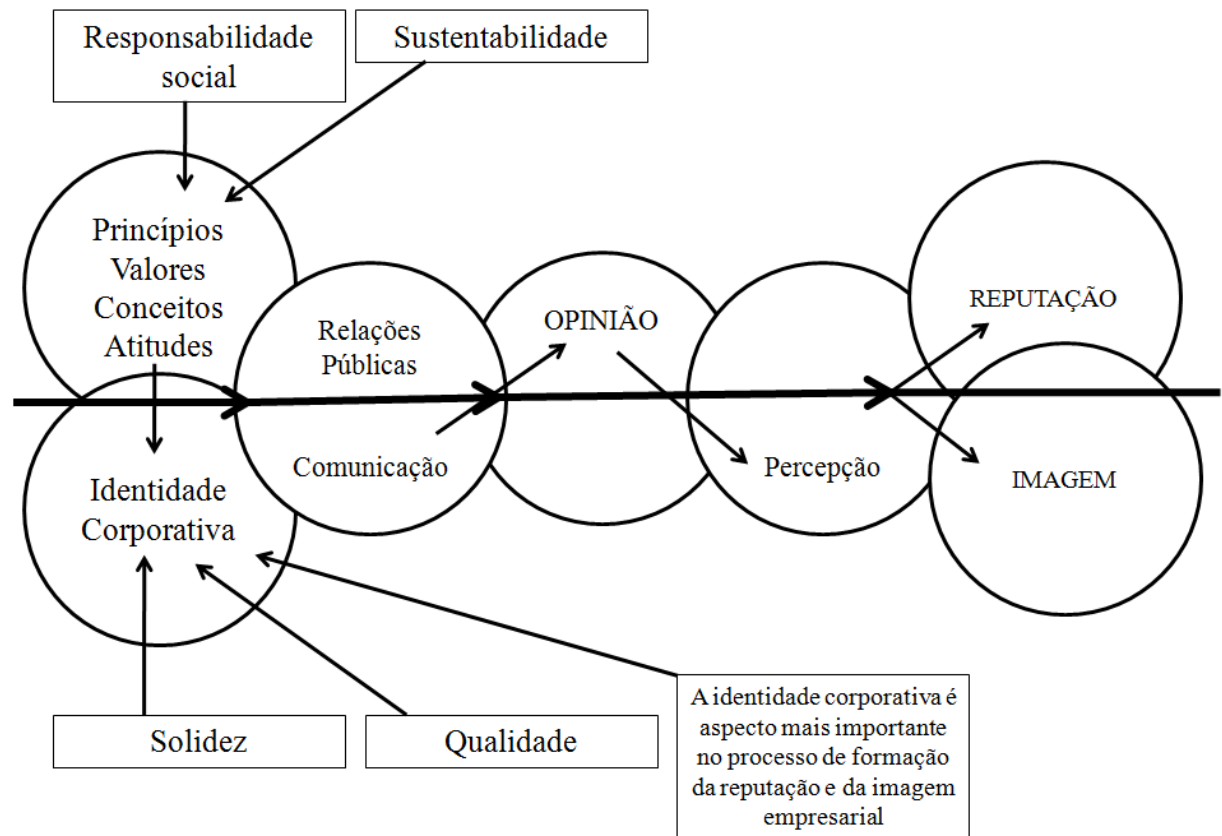 Responsabilidade
social
Sustentabilidade
Princípios
Valores
Conceitos
Atitudes
Relações
Públicas
OPINIÃO
REPUTAÇÃO
Comunicação
Percepção
IMAGEM
Identidade
Corporativa
Solidez
Qualidade
A identidade corporativa é
aspecto mais importante
no processo de formação
da reputação e da imagem
empresarial